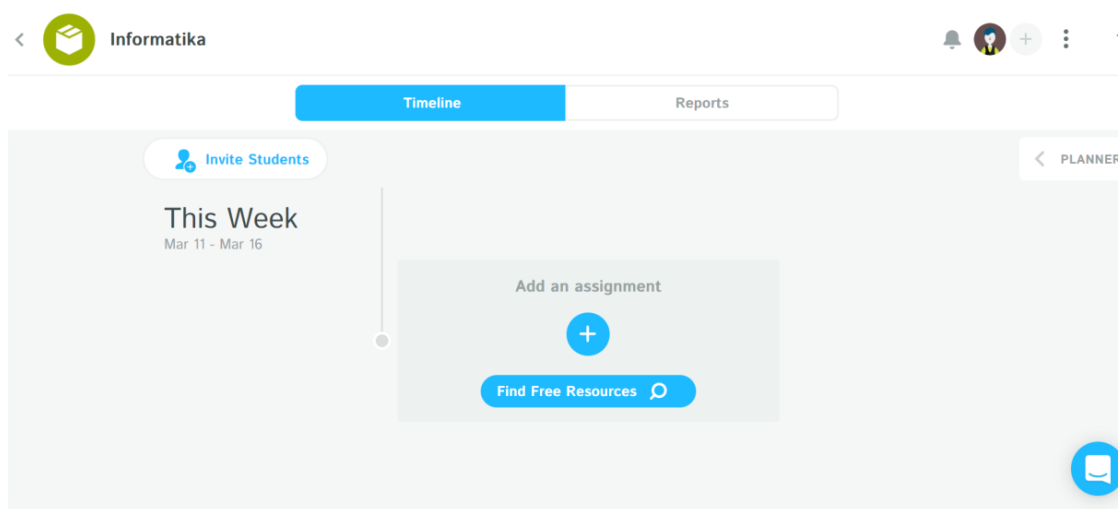 Informatika
Timeline
Reports
Invite Students
PLANNER
This Week
Mar 11 - Mar 16
Add an assignment
Find Free Resources